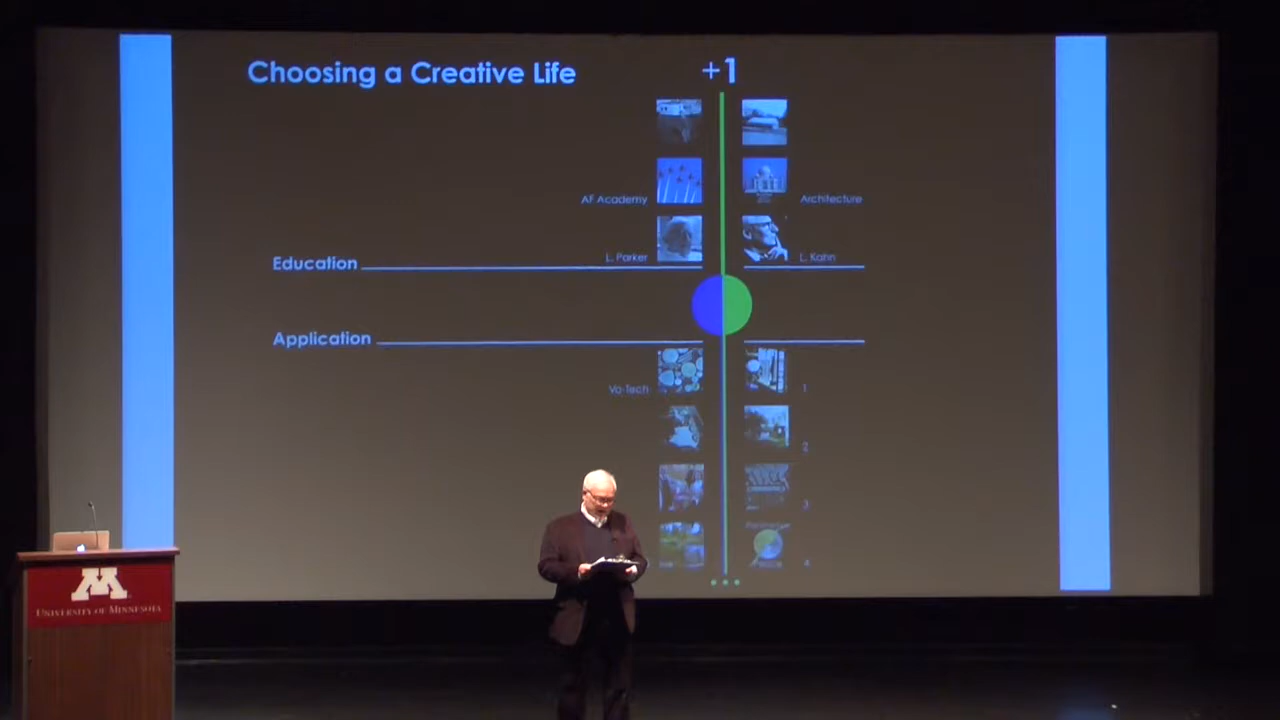 Choosing a Creative Life
+1
AF Academy
Architecture
L. Parker
L. Kahn
Education
Application
Vo-Tech
1
2
3
4
M
UNIVERSITY OF MINNESOTA